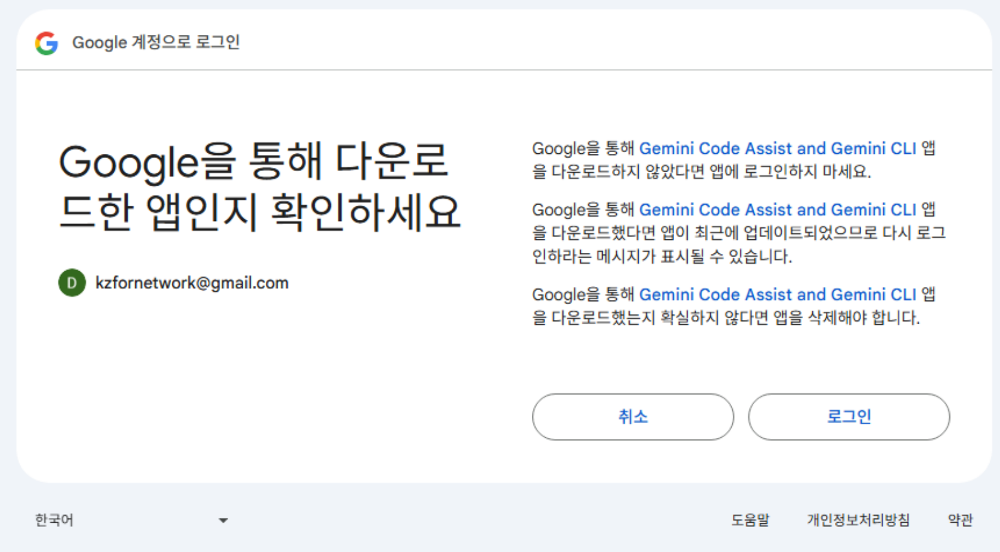 Google 계정으로 로그인
Google을 통해 다운로
드한 앱인지 확인하세요
D kzfornetwork@gmail.com
Google을 통해 Gemini Code Assist and Gemini CLI 앱
을 다운로드하지 않았다면 앱에 로그인하지 마세요.
Google을 통해 Gemini Code Assist and Gemini CLI 앱
을 다운로드했다면 앱이 최근에 업데이트되었으므로 다시 로그
인하라는 메시지가 표시될 수 있습니다.
Google을 통해 Gemini Code Assist and Gemini CLI 앱
을 다운로드했는지 확실하지 않다면 앱을 삭제해야 합니다.
취소 로그인
한국어 도움말 개인정보처리방침 약관